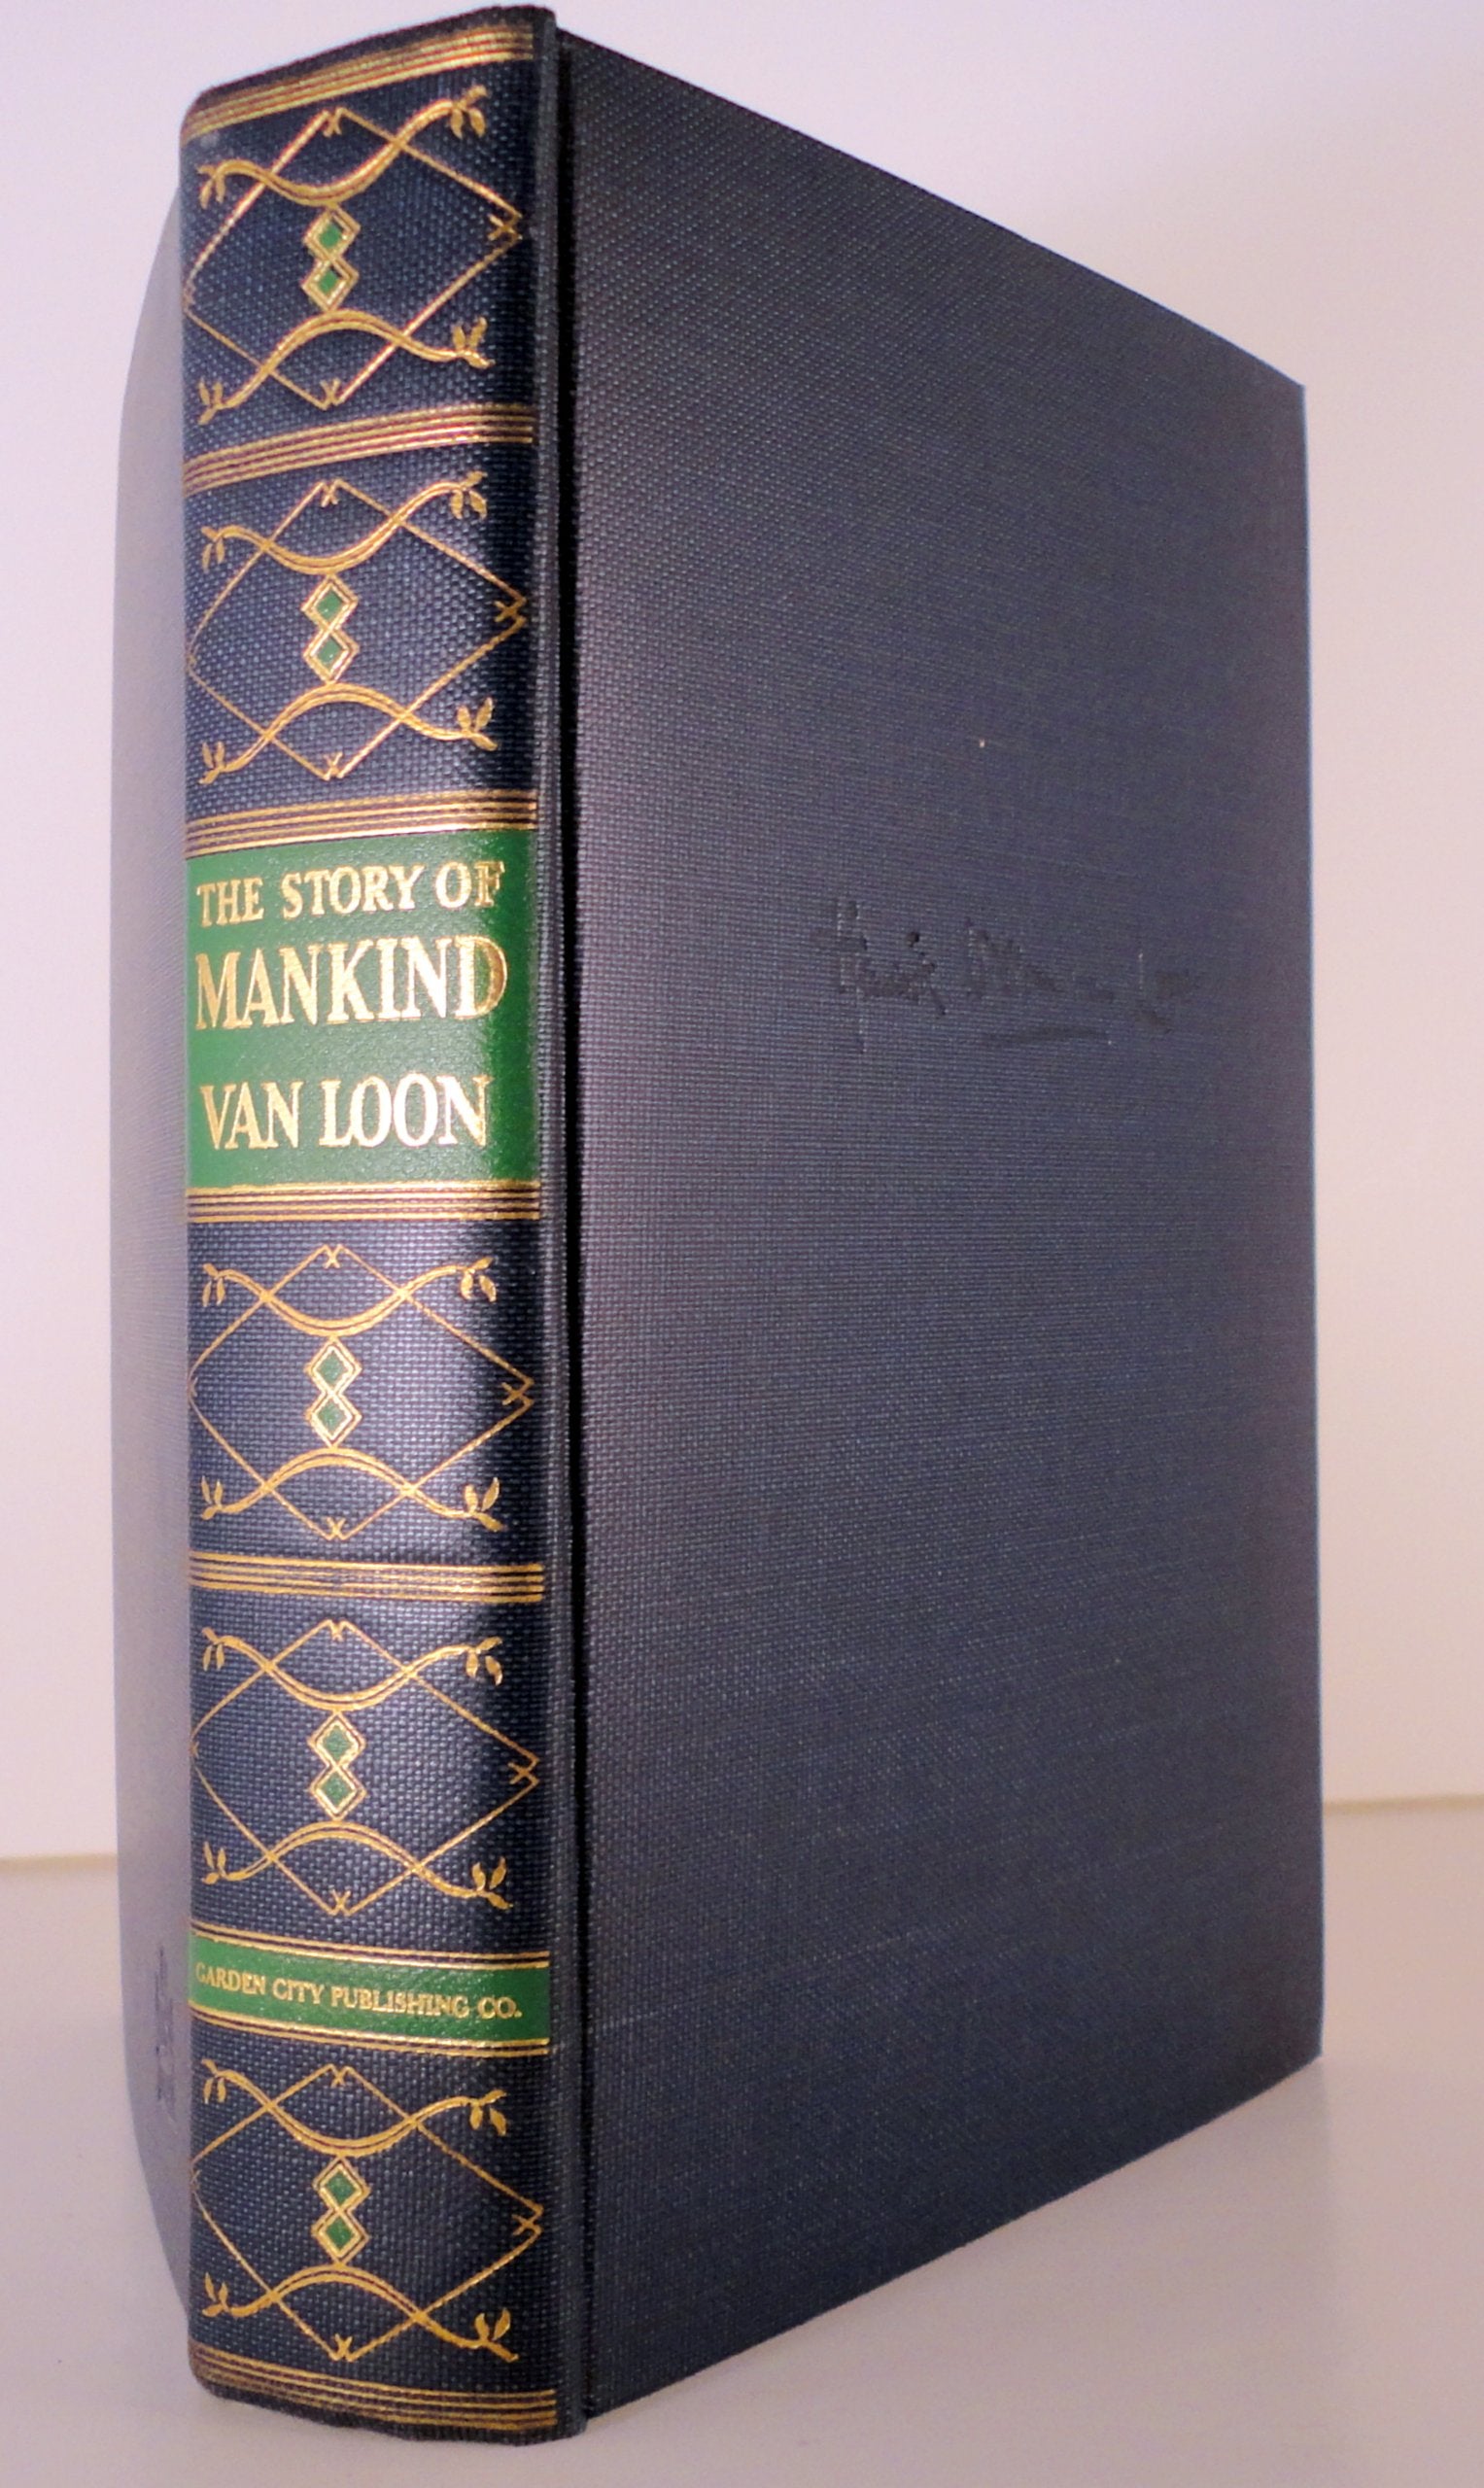 THE STORY OF
MANKIND
VAN LOON
GARDEN CITY PUBLISHING CO.